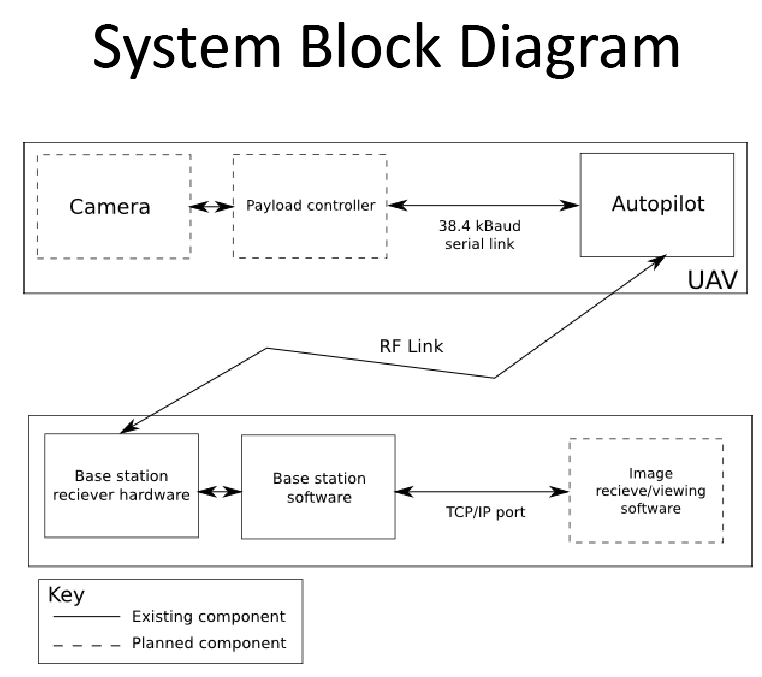 System Block Diagram
Camera
Payload controller
38.4 kBaud
serial link
Autopilot
UAV
RF Link
Base station
reciever hardware
Base station
software
TCP/IP port
Image
recieve/viewing
software
Key
Existing component
Planned component